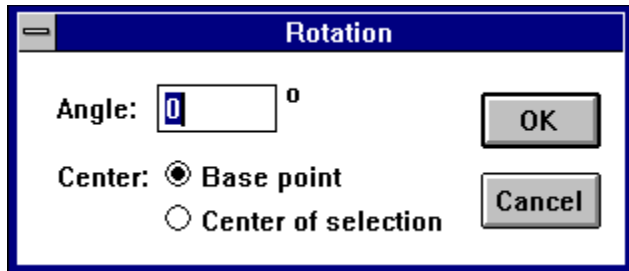 Rotation
Angle: 0 °
OK
Center: Base point
Center of selection
Cancel